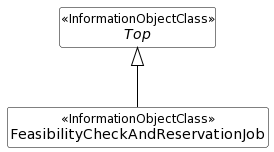 «InformationObjectClass»
Top
«InformationObjectClass»
FeasibilityCheckAndReservationJob